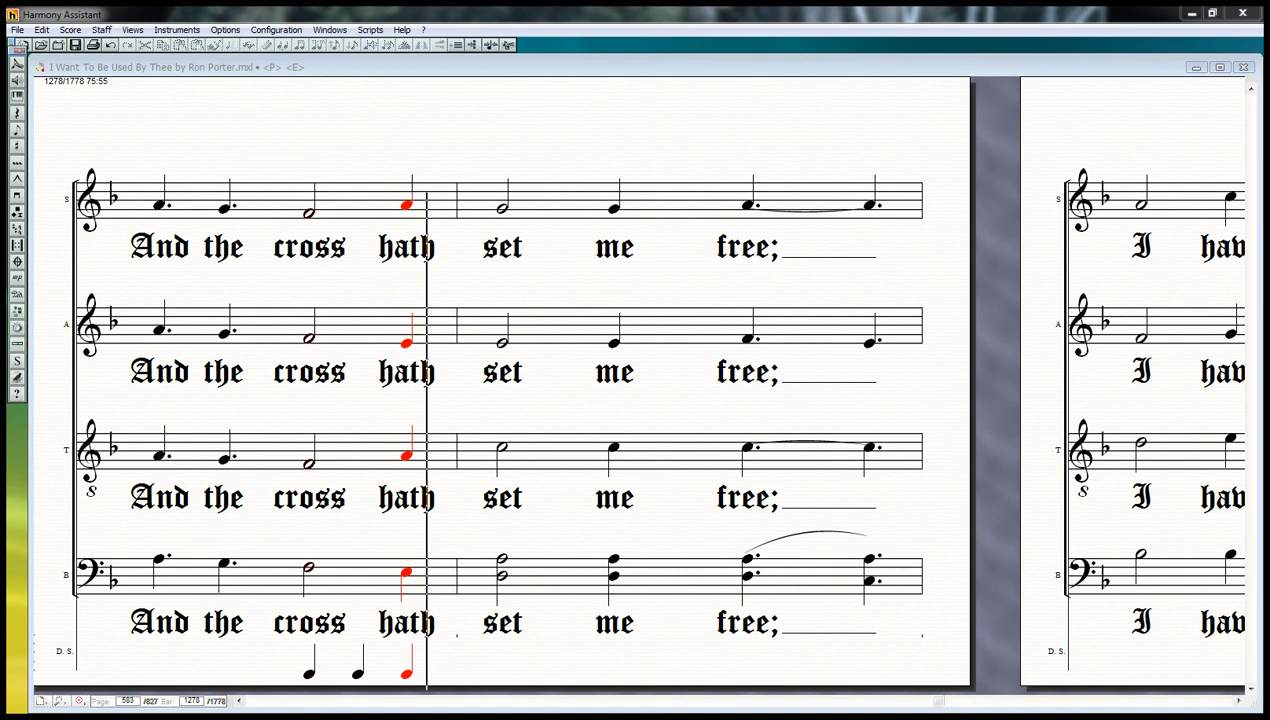 Harmony Assistant
File Edit Score Staff Views Instruments Options Configuration Windows Scripts Help ?
I Want To Be Used By Thee by Ron Porter.mxl • <P> <E>
1278/1778 75:55
S
S
And the cross hath set me free;
I hav
A
A
And the cross hath set me free;
I hav
T
T
8
8
And the cross hath set me free;
I hav
B
B
And the cross hath set me free;
I hav
D. S.
D. S.
Page: 583 /827 Bar: 1278 /1778